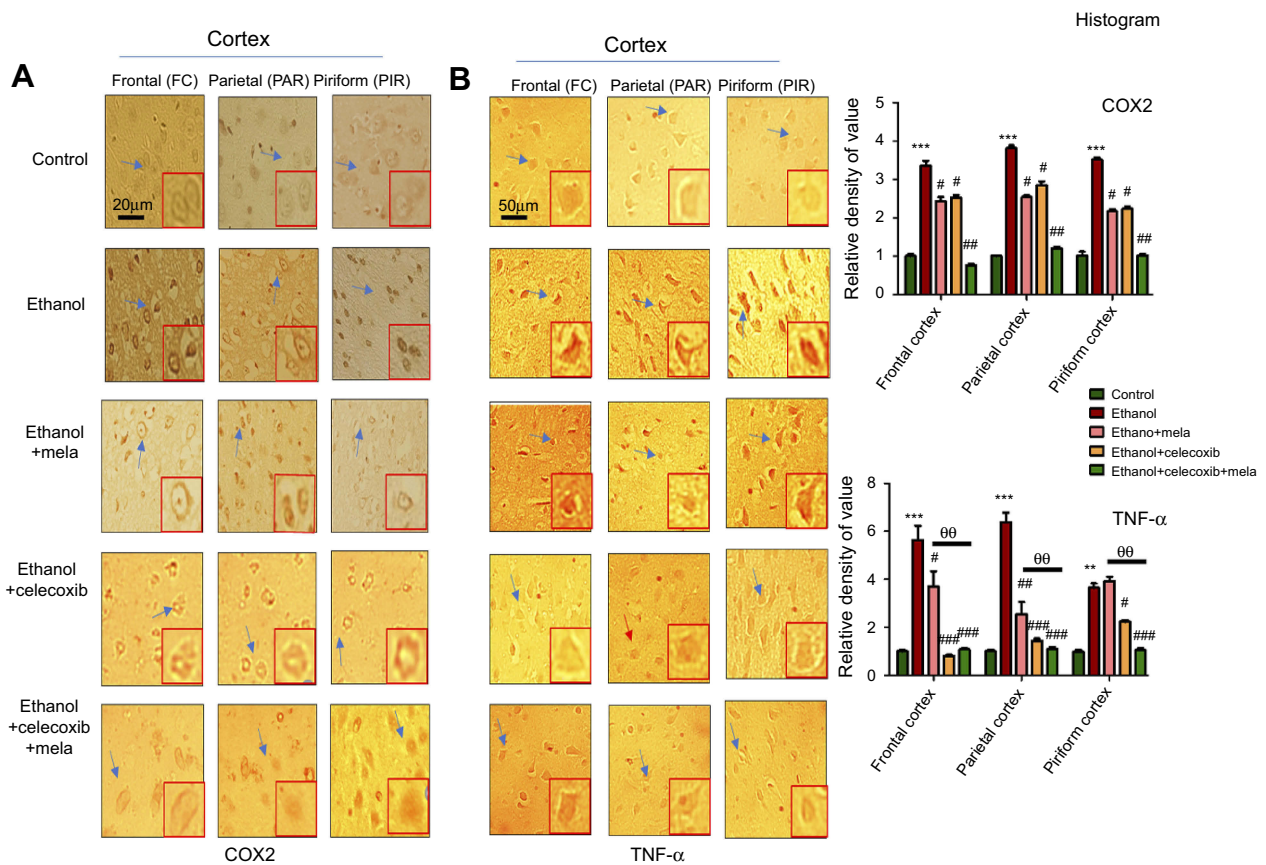 Histogram
A
Cortex
Frontal (FC) Parietal (PAR) Piriform (PIR)
Control
20μm
Ethanol
Ethanol
+mela
Ethanol
+celecoxib
Ethanol
+celecoxib
+mela
COX2
B
Cortex
Frontal (FC) Parietal (PAR) Piriform (PIR)
50μm
TNF-α
COX2
Relative density of value
5
4
3
2
1
0
*** # # ##
*** # # ##
*** # # ##
Frontal cortex
Parietal cortex
Piriform cortex
Control
Ethanol
Ethano+mela
Ethanol+celecoxib
Ethanol+celecoxib+mela
TNF-α
Relative density of value
8
6
4
2
0
*** # ### ### θθ
*** ## ### ### θθ
** # ### θθ
Frontal cortex
Parietal cortex
Piriform cortex